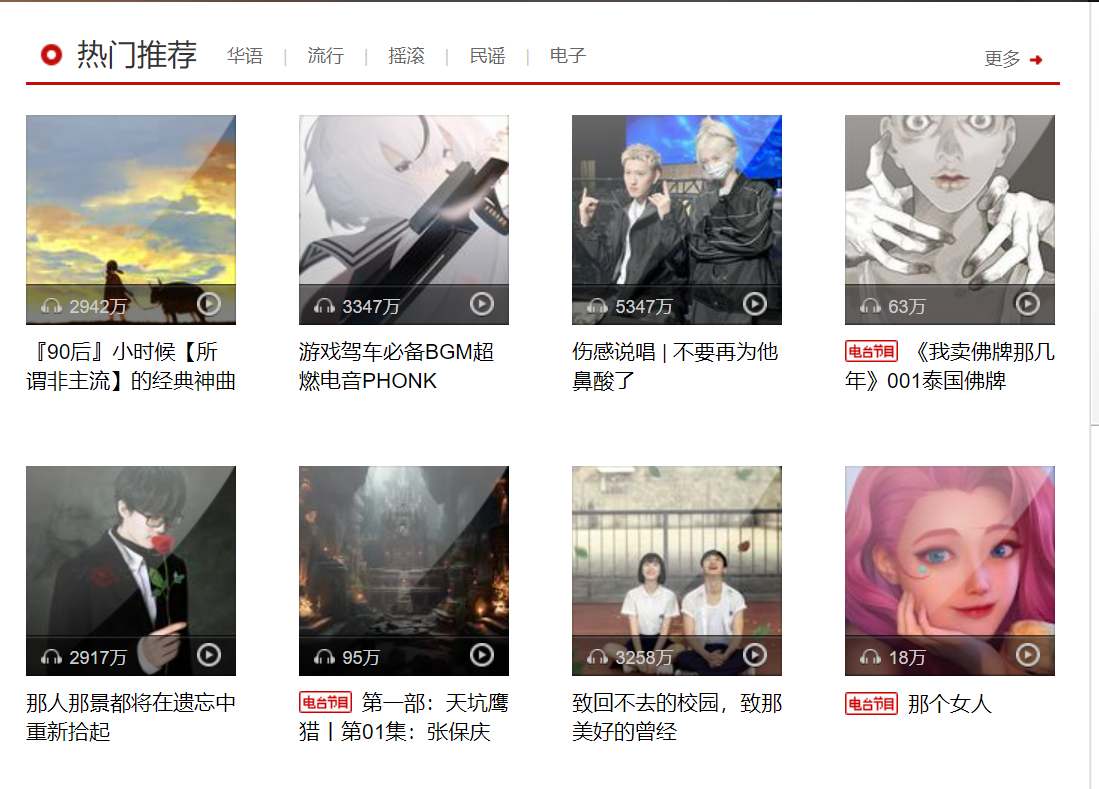 热门推荐 华语 | 流行 | 摇滚 | 民谣 | 电子 更多
2942万
3347万
5347万
63万
『90后』小时候【所
谓非主流】的经典神曲
游戏驾车必备BGM超
燃电音PHONK
伤感说唱 | 不要再为他
鼻酸了
电台节目 《我卖佛牌那几
年》001泰国佛牌
2917万
95万
3258万
18万
那人那景都将在遗忘中
重新拾起
电台节目 第一部：天坑鹰
猎丨第01集：张保庆
致回不去的校园，致那
美好的曾经
电台节目 那个女人